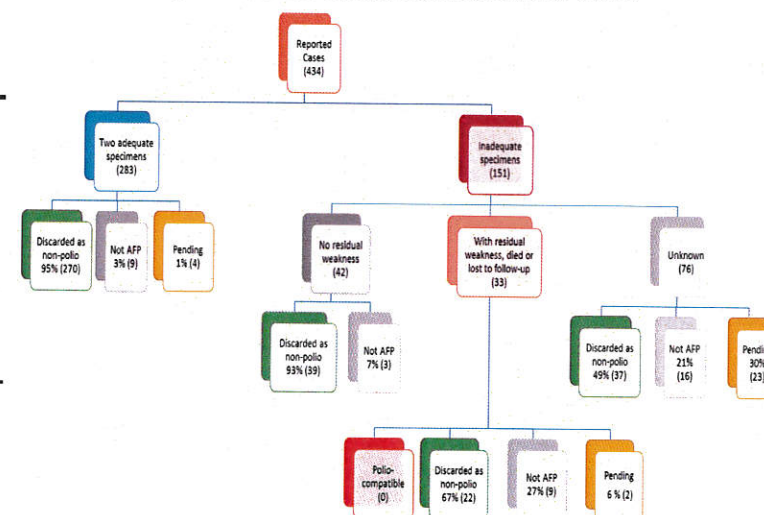 Reported
Cases
(434)
Two adequate
specimens
(283)
Inadequate
specimens
(151)
Discarded as
non-polio
95% (270)
Not AFP
3% (9)
Pending
1% (4)
No residual
weakness
(42)
With residual
weakness, died or
lost to follow-up
(33)
Unknown
(76)
Discarded as
non-polio
93% (39)
Not AFP
7% (3)
Discarded as
non-polio
49% (37)
Not AFP
21%
(16)
Pendin
30%
(23)
Polio-
compatible
(0)
Discarded as
non-polio
67% (22)
Not AFP
27% (9)
Pending
6 % (2)